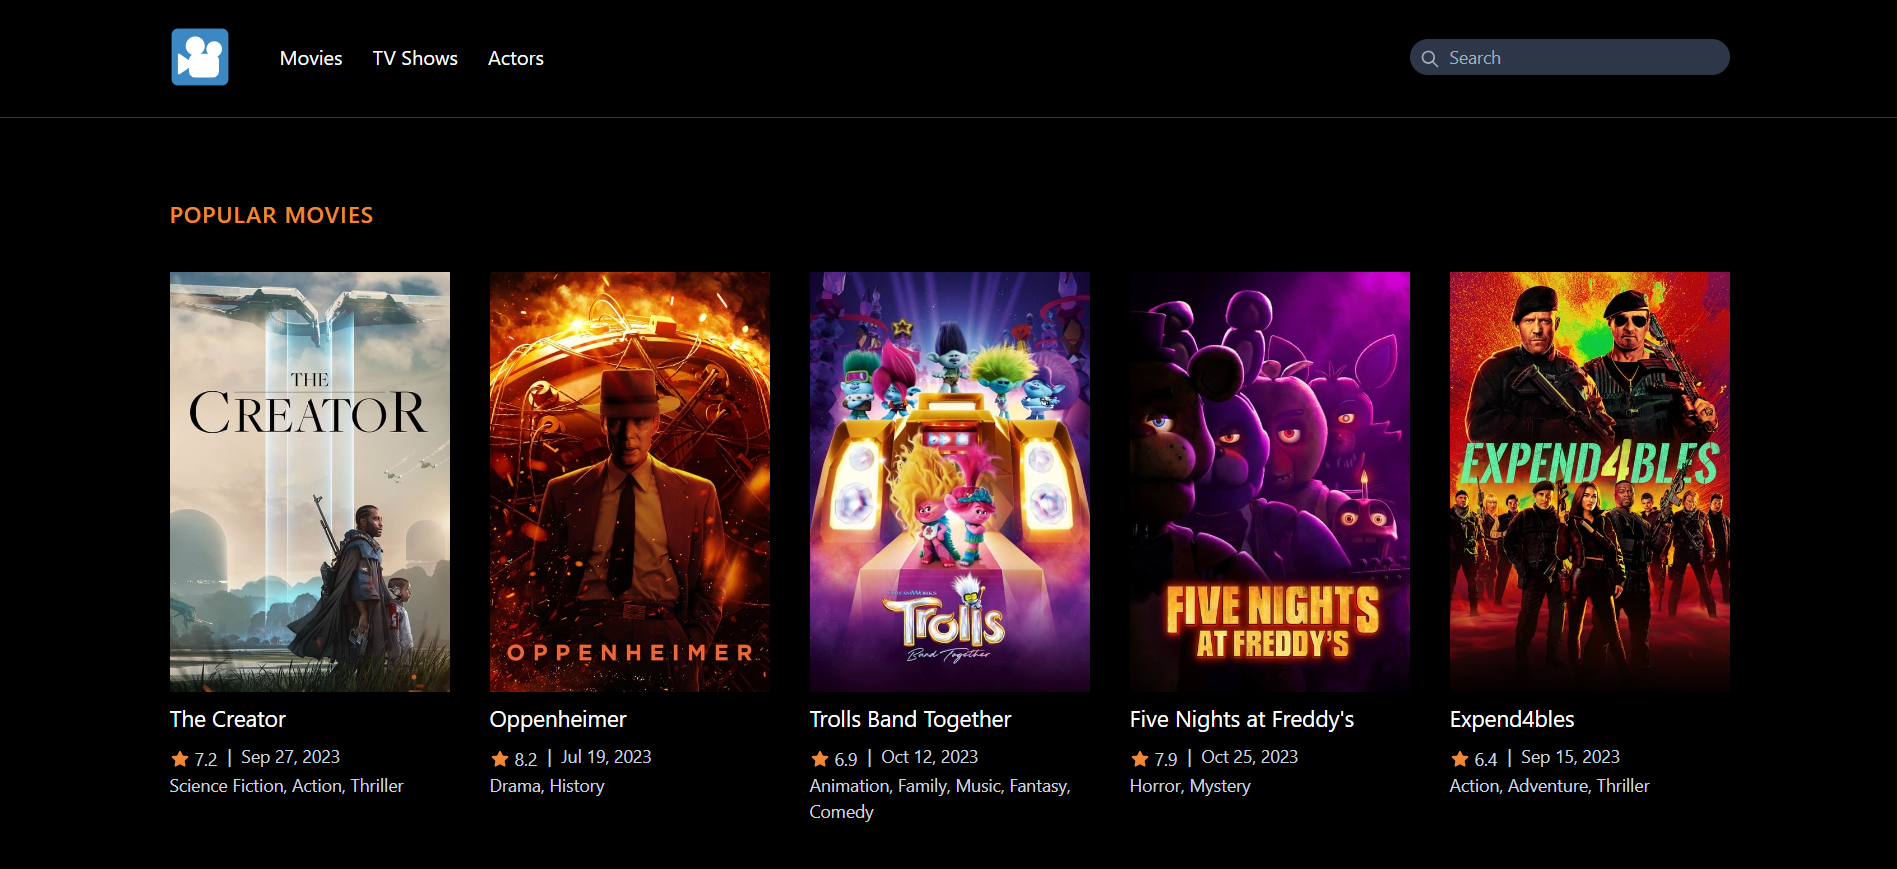 Movies TV Shows Actors Search
POPULAR MOVIES
THE
CREATOR
OPPENHEIMER
DREAMWORKS
Trolls
Band Together
FIVE NIGHTS
AT FREDDY'S
EXPEND4BLES
The Creator
7.2 | Sep 27, 2023
Science Fiction, Action, Thriller
Oppenheimer
8.2 | Jul 19, 2023
Drama, History
Trolls Band Together
6.9 | Oct 12, 2023
Animation, Family, Music, Fantasy,
Comedy
Five Nights at Freddy's
7.9 | Oct 25, 2023
Horror, Mystery
Expend4bles
6.4 | Sep 15, 2023
Action, Adventure, Thriller